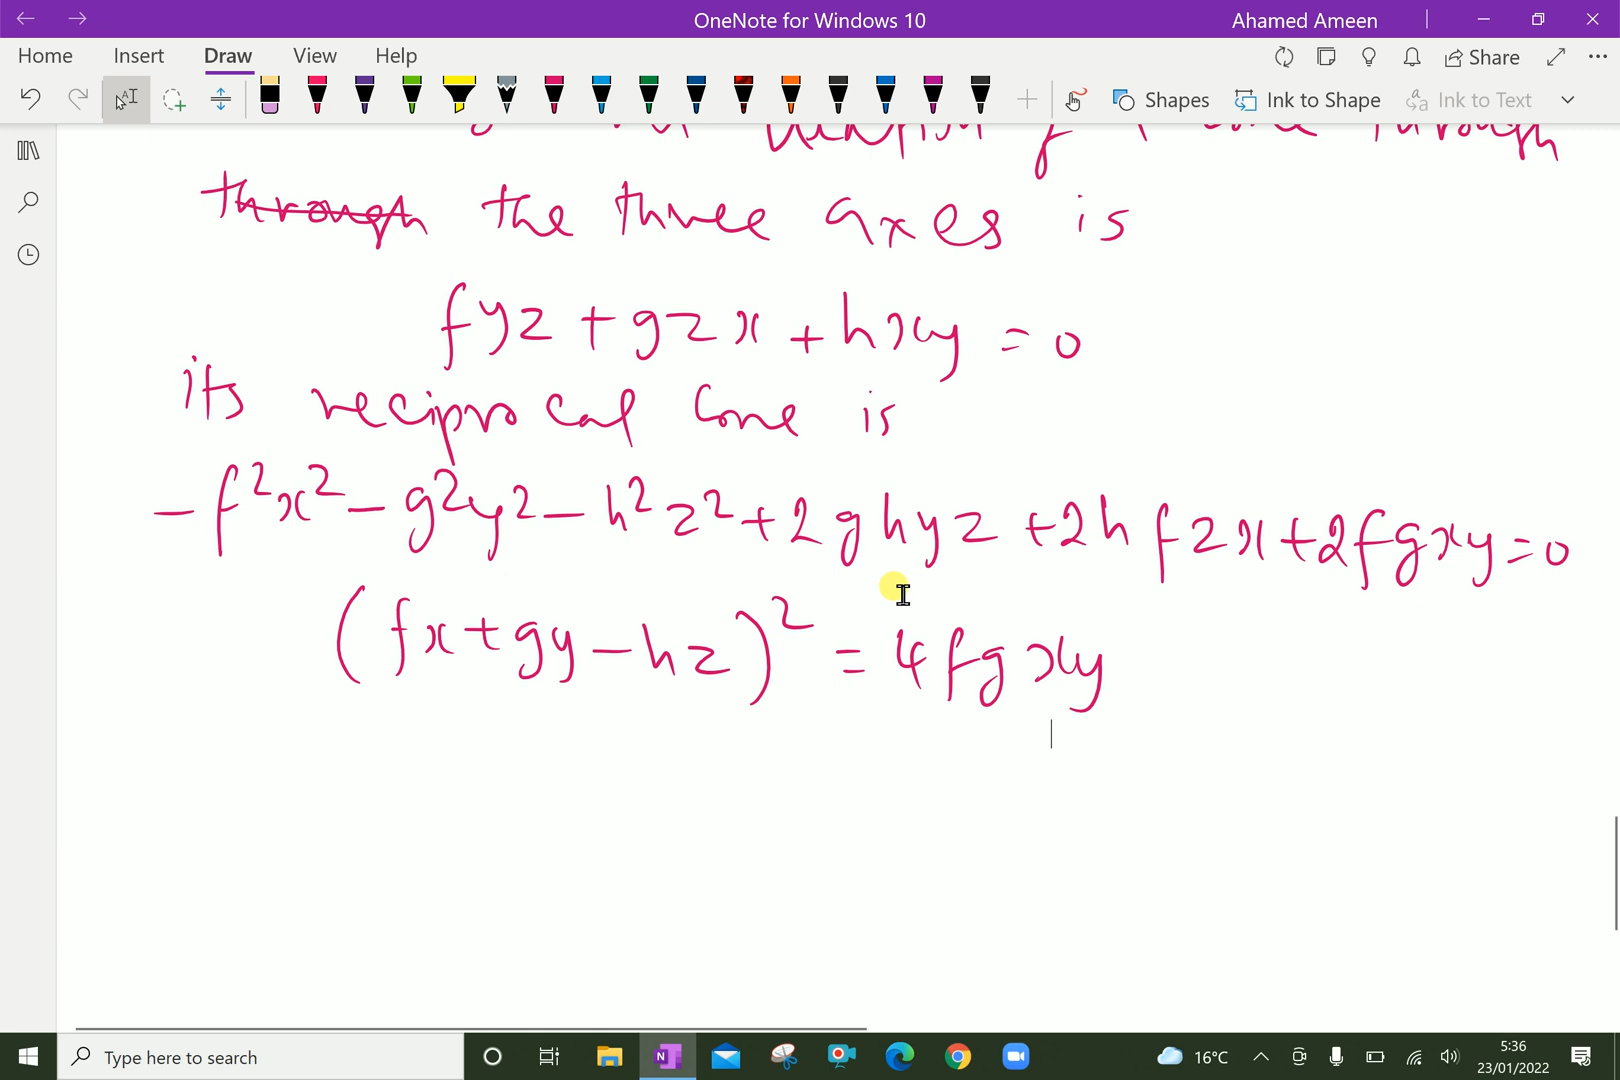 OneNote for Windows 10
Ahamed Ameen
Home Insert Draw View Help
Share
Shapes Ink to Shape Ink to Text
through
through the three axes is
fyz + gzx + hxy = 0
its reciprocal cone is
- f²x² - g²y² - h²z² + 2ghyz + 2hfzx + 2fgxy = 0
(fx + gy - hz)² = 4fgxy
Type here to search
16°C
5:36
23/01/2022